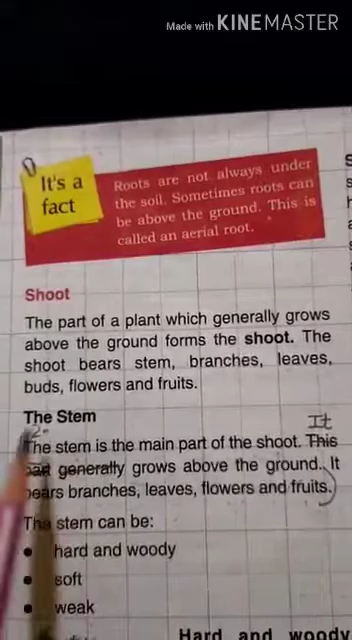 Made with KINEMASTER
It's a
fact
Roots are not always under
the soil. Sometimes roots can
be above the ground. This is
called an aerial root.
Shoot
The part of a plant which generally grows
above the ground forms the shoot. The
shoot bears stem, branches, leaves,
buds, flowers and fruits.
The Stem
2.
It
The stem is the main part of the shoot. This
part generally grows above the ground. It
bears branches, leaves, flowers and fruits.
The stem can be:
hard and woody
soft
weak
Hard and woody